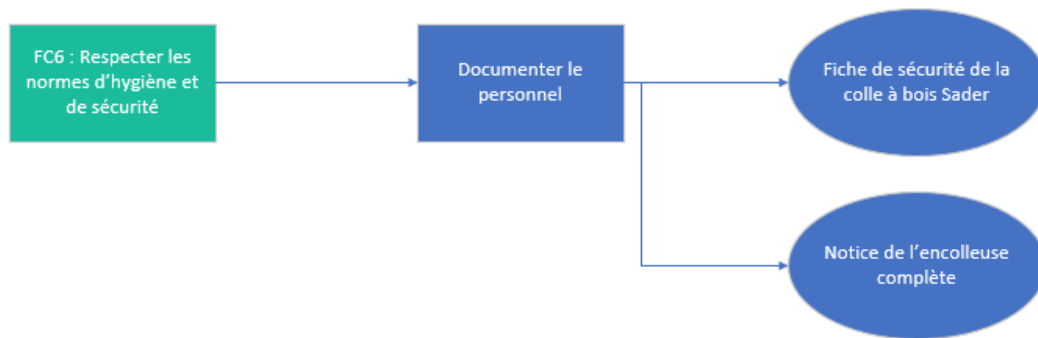 FC6 : Respecter les
normes d'hygiène et
de sécurité
Documenter le
personnel
Fiche de sécurité de la
colle à bois Sader
Notice de l'encolleuse
complète